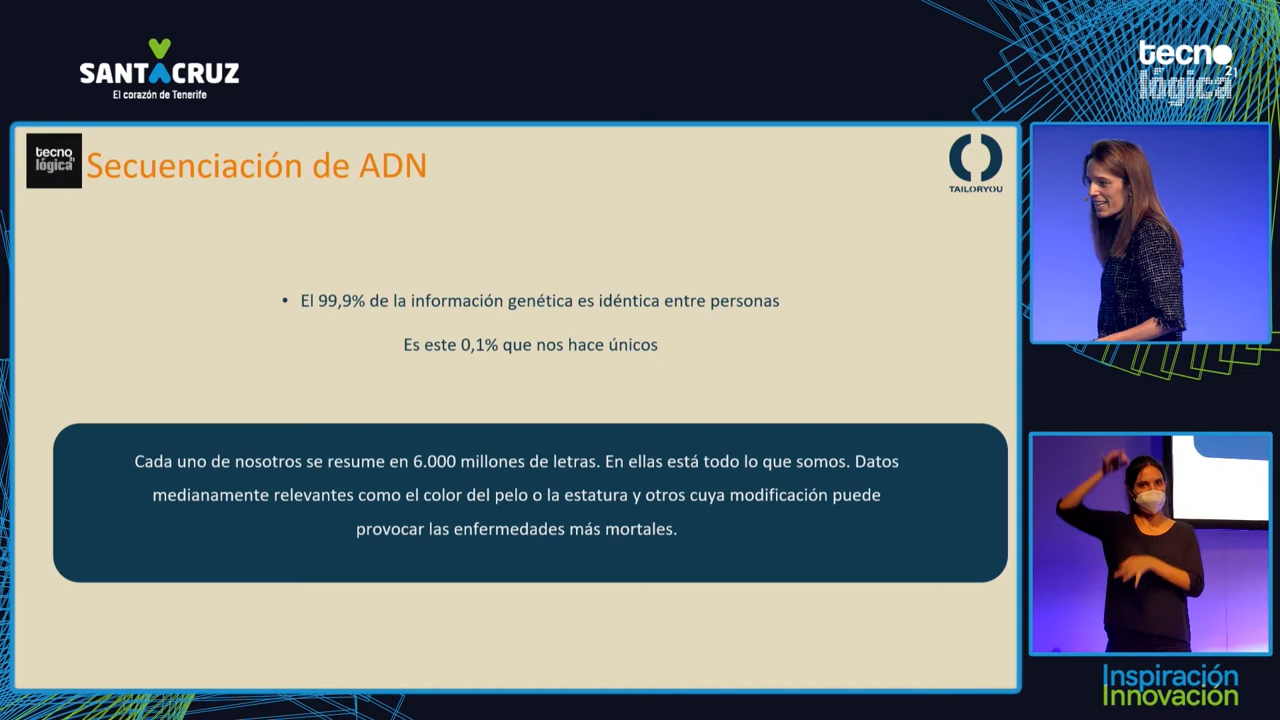 SANTACRUZ
El corazón de Tenerife
tecno
lógica
21
tecno
lógica
21
Secuenciación de ADN
TAILORYOU
• El 99,9% de la información genética es idéntica entre personas
Es este 0,1% que nos hace únicos
Cada uno de nosotros se resume en 6.000 millones de letras. En ellas está todo lo que somos. Datos
medianamente relevantes como el color del pelo o la estatura y otros cuya modificación puede
provocar las enfermedades más mortales.
Inspiración
Innovación